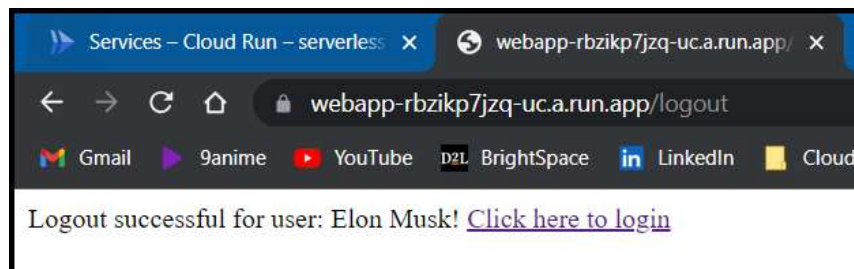 Services – Cloud Run – serverless
webapp-rbzikp7jzq-uc.a.run.app/
webapp-rbzikp7jzq-uc.a.run.app/logout
Gmail 9anime YouTube D2L BrightSpace in LinkedIn Cloud
Logout successful for user: Elon Musk! Click here to login